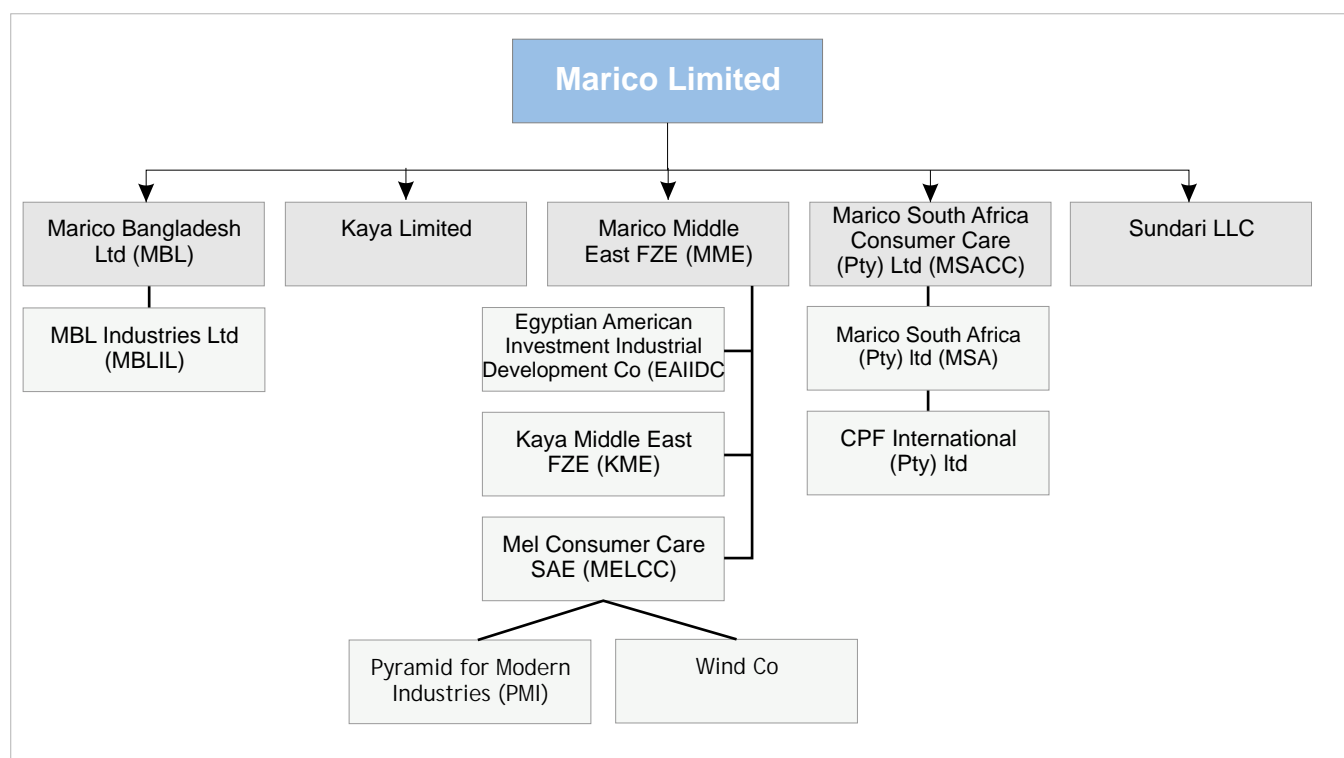 Marico Limited
Marico Bangladesh
Ltd (MBL)
Kaya Limited
Marico Middle
East FZE (MME)
Marico South Africa
Consumer Care
(Pty) Ltd (MSACC)
Sundari LLC
MBL Industries Ltd
(MBLIL)
Egyptian American
Investment Industrial
Development Co (EAIIDC
Marico South Africa
(Pty) ltd (MSA)
Kaya Middle East
FZE (KME)
CPF International
(Pty) ltd
Mel Consumer Care
SAE (MELCC)
Pyramid for Modern
Industries (PMI)
Wind Co